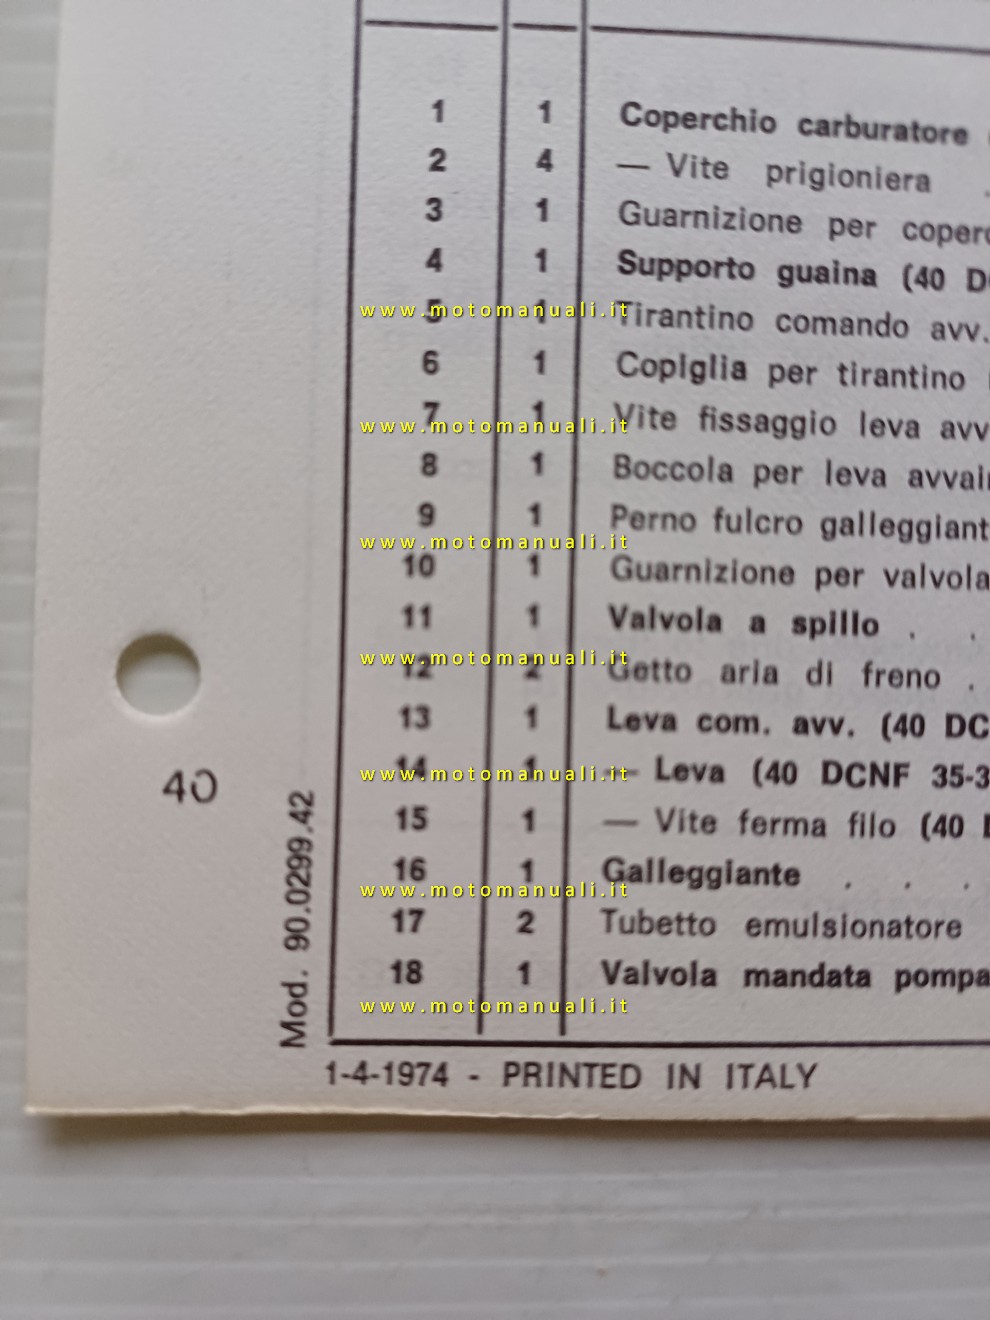 1 1 Coperchio carburatore
2 4 — Vite prigioniera .
3 1 Guarnizione per
4 1 Supporto guaina (40
5 1 Tirantino comando avv.
6 1 Copiglia per tirantino
7 1 Vite fissaggio leva
8 1 Boccola per leva
9 1 Perno fulcro
10 1 Guarnizione per valvola
11 1 Valvola a spillo . .
12 2 Getto aria di freno .
13 1 Leva com. avv. (40
14 1 — Leva (40 DCNF 35-3
15 1 — Vite ferma filo (40
16 1 Galleggiante . . .
17 2 Tubetto emulsionatore
18 1 Valvola mandata pompa
1-4-1974 - PRINTED IN ITALY
40
Mod. 90.0299.42
www.motomanuali.it
www.motomanuali.it
www.motomanuali.it
www.motomanuali.it
www.motomanuali.it
www.motomanuali.it
www.motomanuali.it